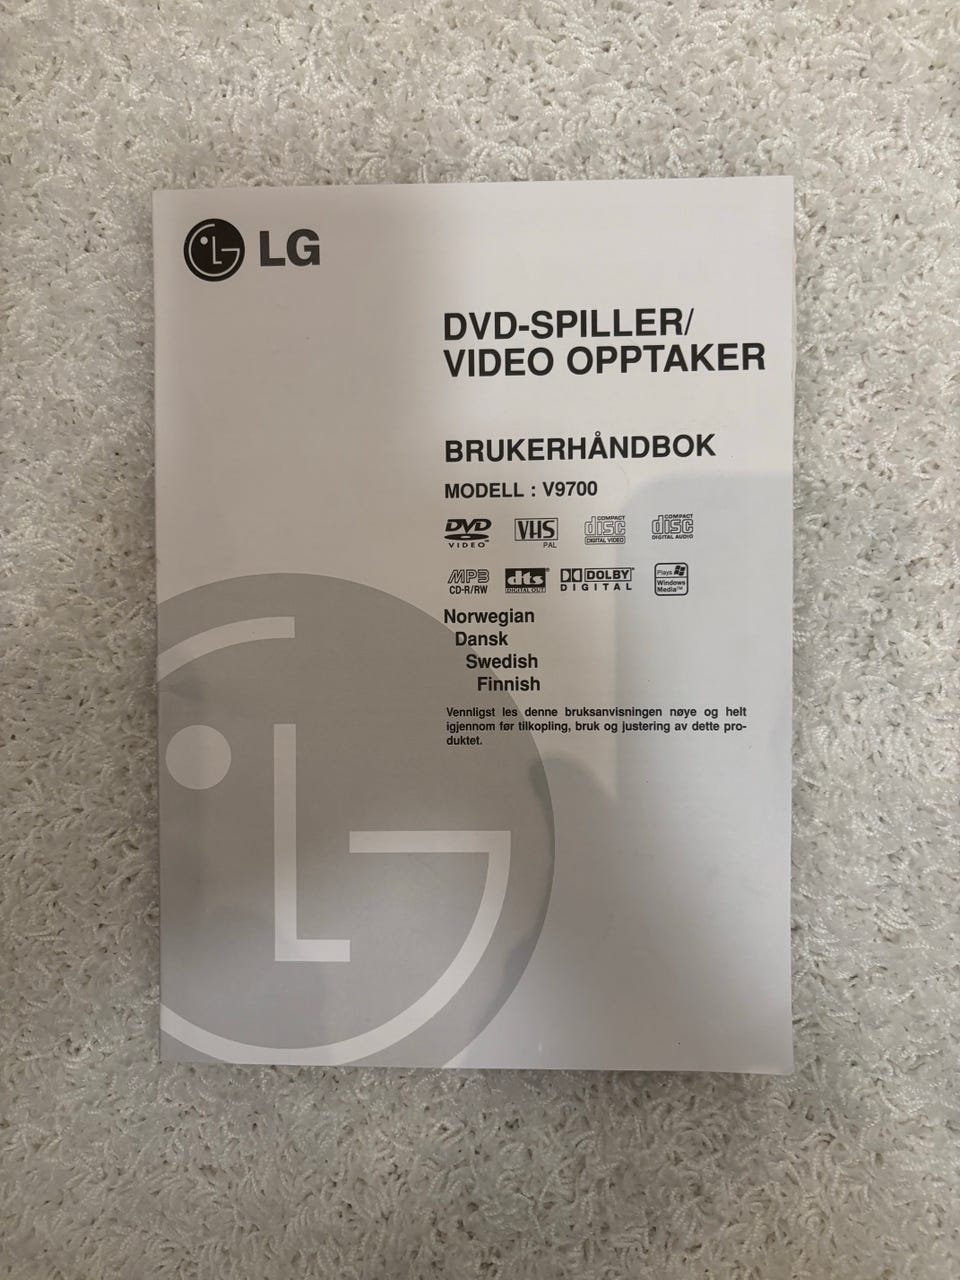 LG
DVD-SPILLER/
VIDEO OPPTAKER
BRUKERHÅNDBOK
MODELL : V9700
DVD VHS COMPACT disc COMPACT disc
VIDEO PAL DIGITAL VIDEO DIGITAL AUDIO
MP3 dts DOLBY Plays
CD-R/RW DIGITAL OUT DIGITAL Windows
Media™
Norwegian
Dansk
Swedish
Finnish
Vennligst les denne bruksanvisningen nøye og helt
igjennom før tilkopling, bruk og justering av dette pro-
duktet.